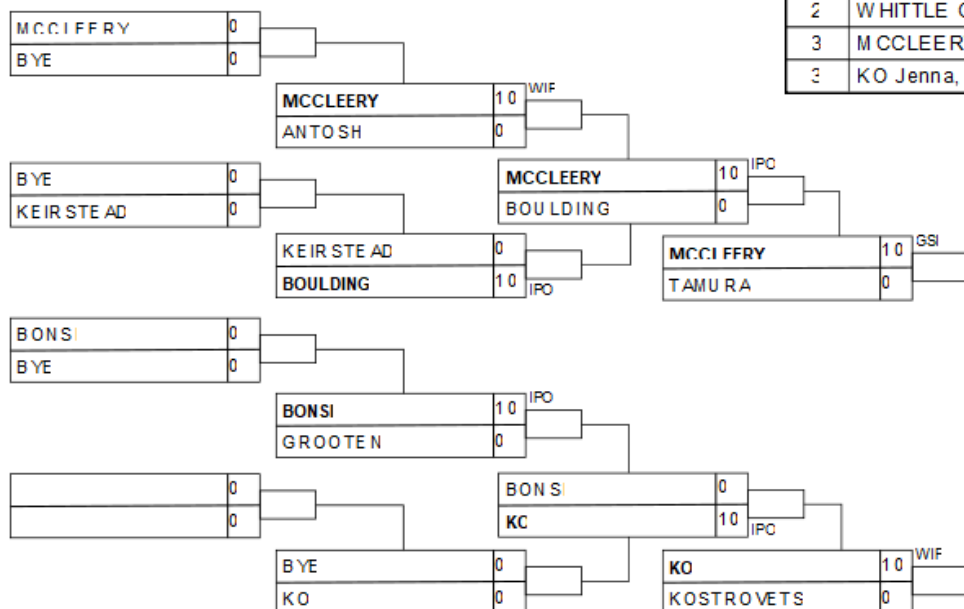 2 WHITTLE
3 MCCLEER
3 KO Jenna,
MCCLEERY 0
BYE 0
MCCLEERY 10 WIF
ANTOSH 0
BYE 0
KEIRSTEAD 0
MCCLEERY 10 IPO
BOULDING 0
KEIRSTEAD 0
BOULDING 10 IPO
MCCLEERY 10 GSI
TAMURA 0
BONSI 0
BYE 0
BONSI 10 IPO
GROOTEN 0
0
0
BONSI 0
KO 10 IPO
BYE 0
KO 0
KO 10 WIF
KOSTROVETS 0